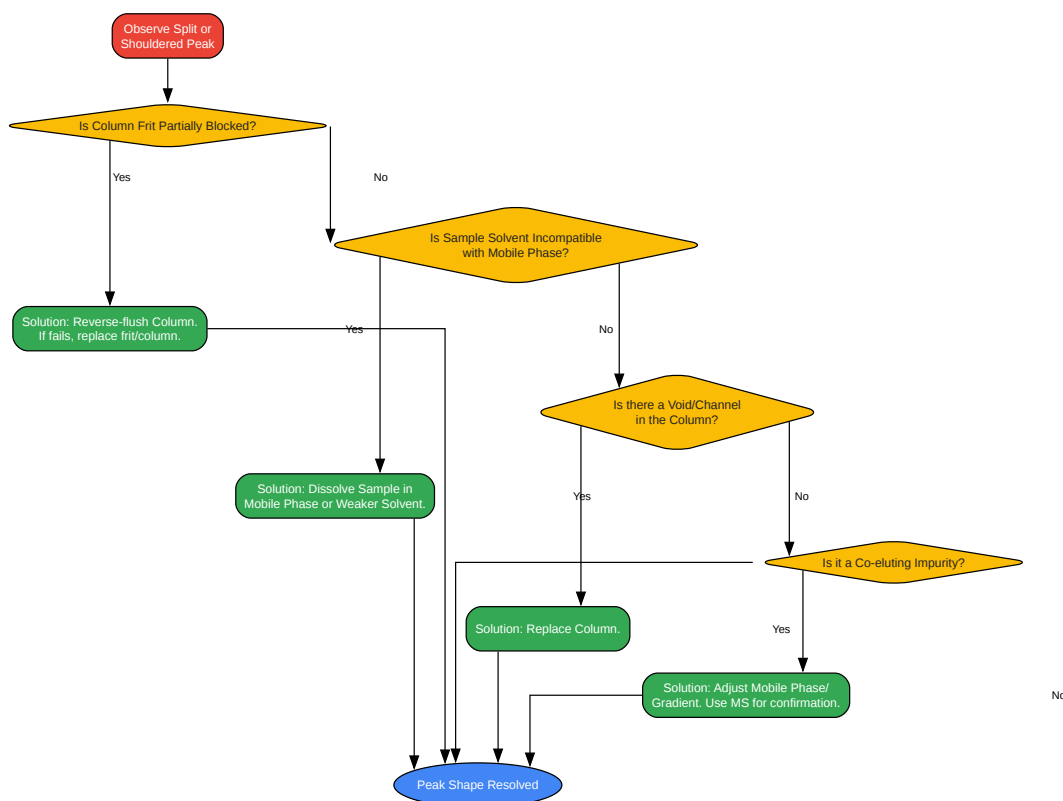 Observe Split or
Shouldered Peak
Is Column Frit Partially Blocked?
Yes
No
Is Sample Solvent Incompatible
with Mobile Phase?
Solution: Reverse-flush Column.
If fails, replace frit/column.
Yes
No
Is there a Void/Channel
in the Column?
Solution: Dissolve Sample in
Mobile Phase or Weaker Solvent.
Yes
No
Is it a Co-eluting Impurity?
Solution: Replace Column.
Yes
Solution: Adjust Mobile Phase/
Gradient. Use MS for confirmation.
No
Peak Shape Resolved